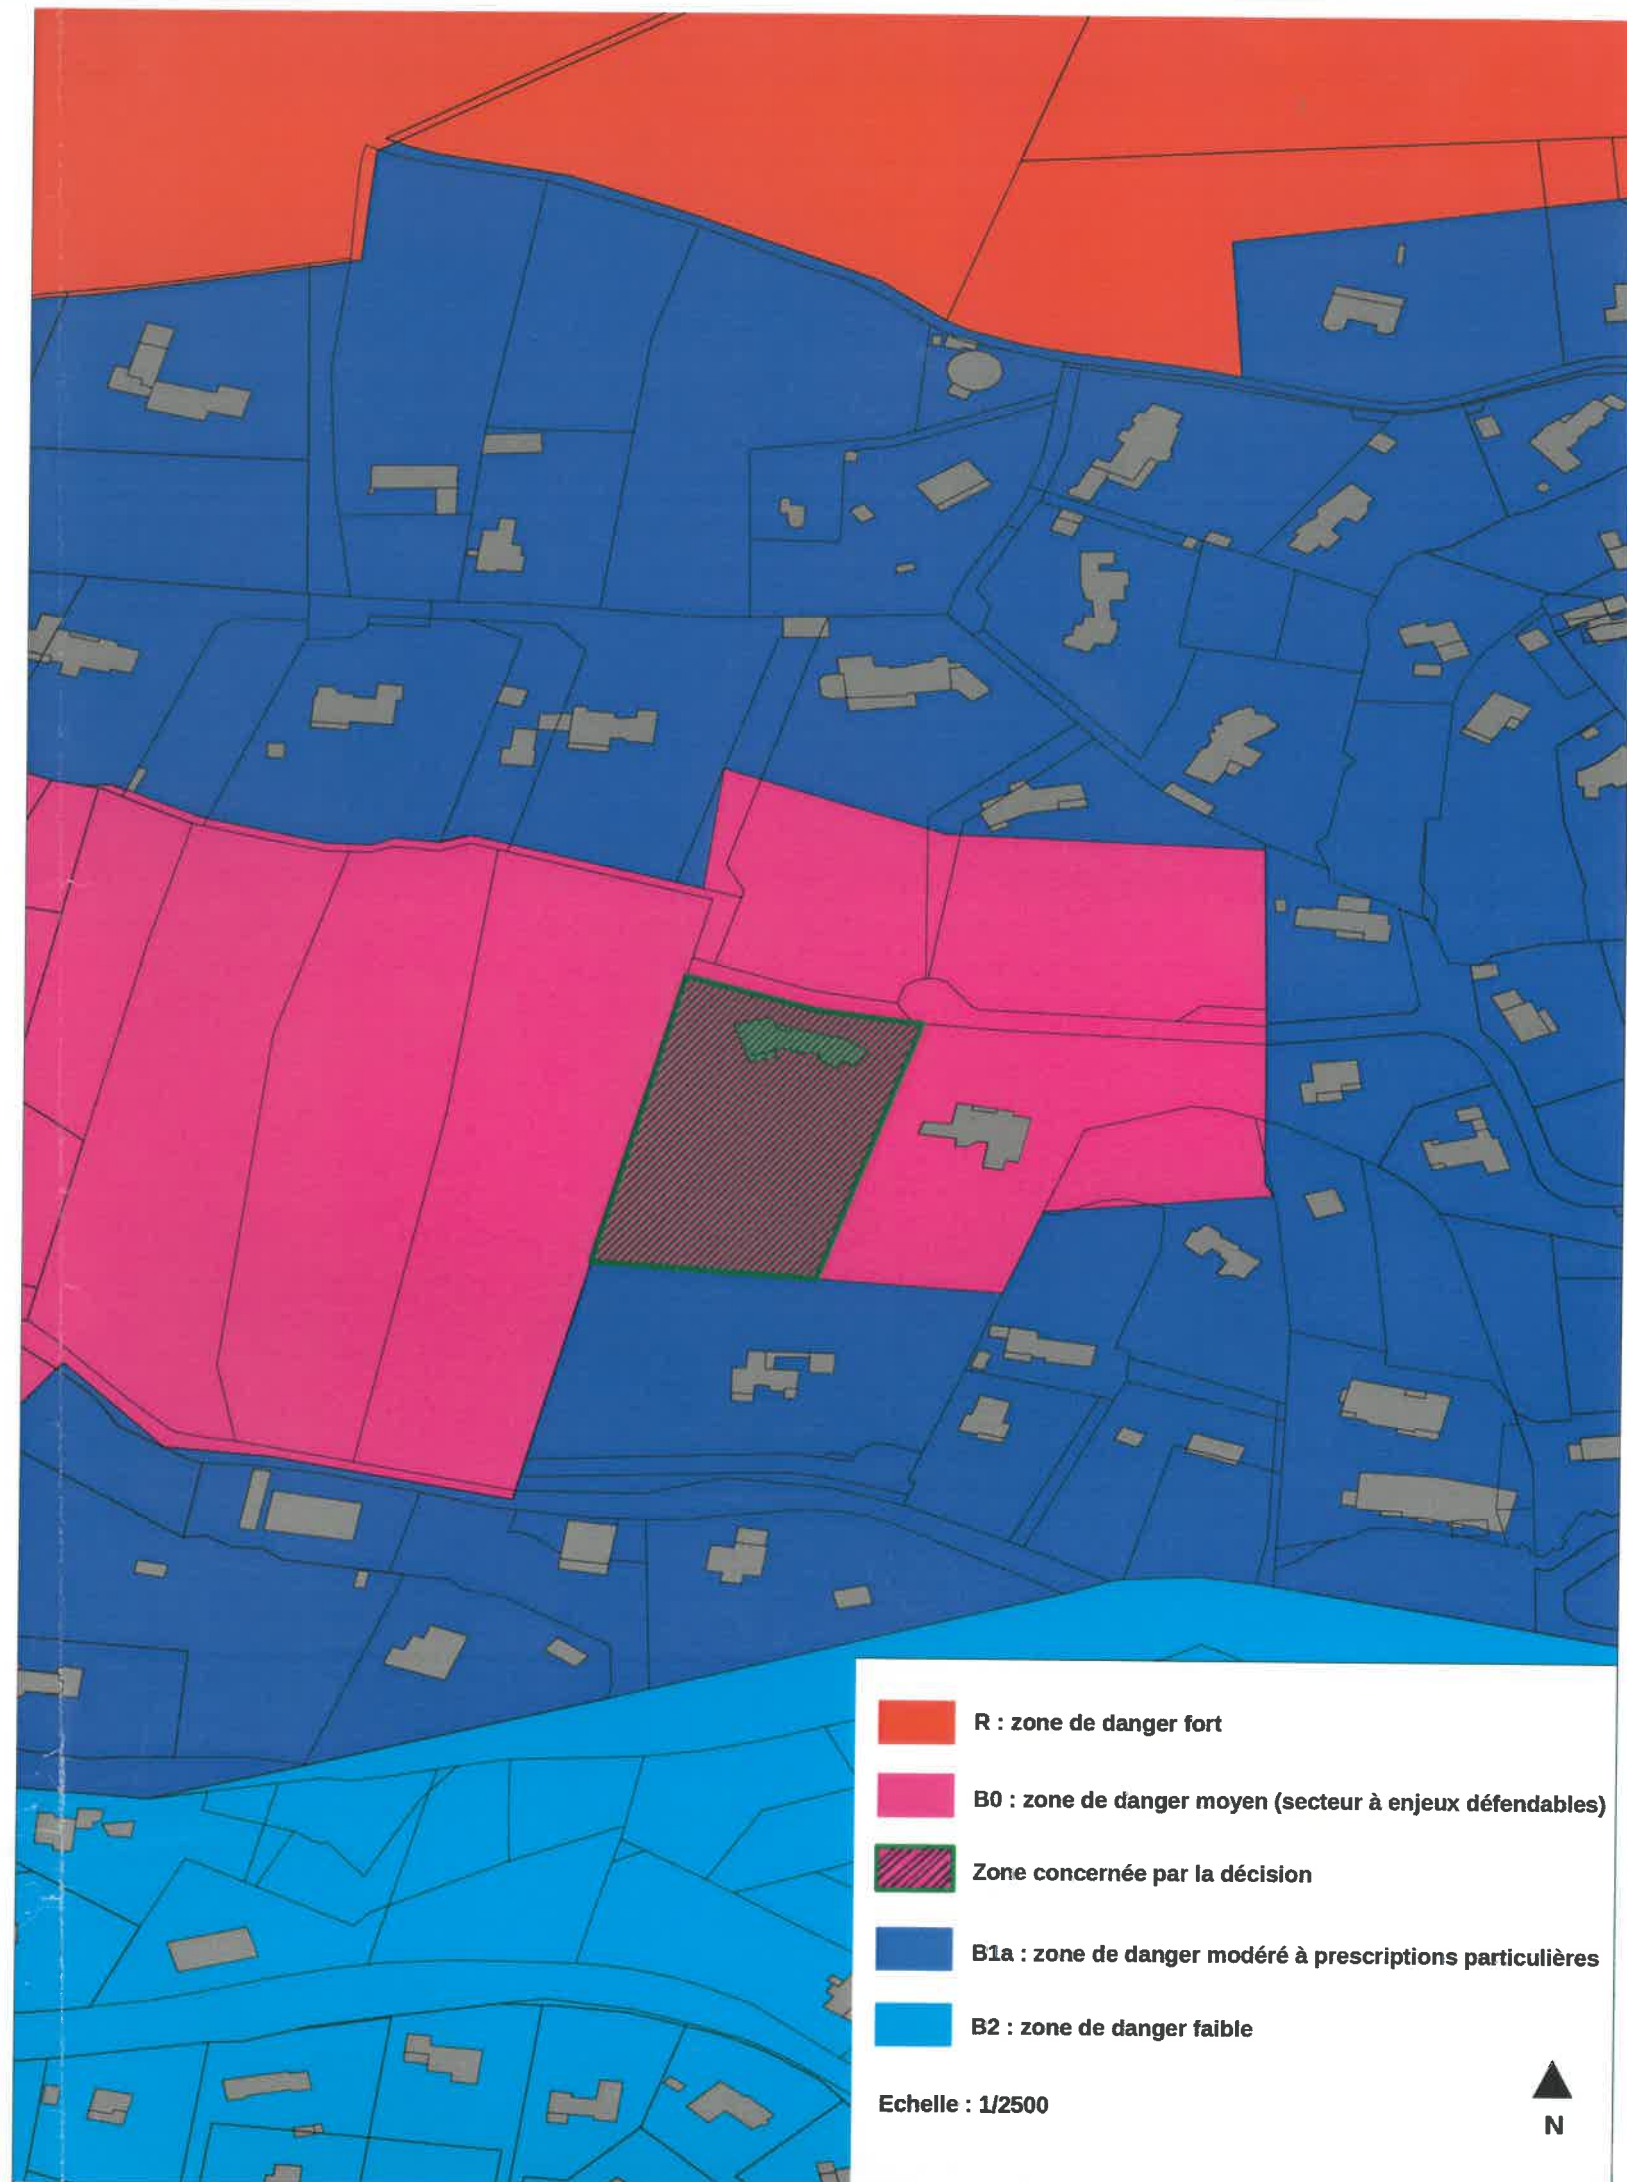 R : zone de danger fort
B0 : zone de danger moyen (secteur à enjeux défendables)
Zone concernée par la décision
B1a : zone de danger modéré à prescriptions particulières
B2 : zone de danger faible
Echelle : 1/2500
N